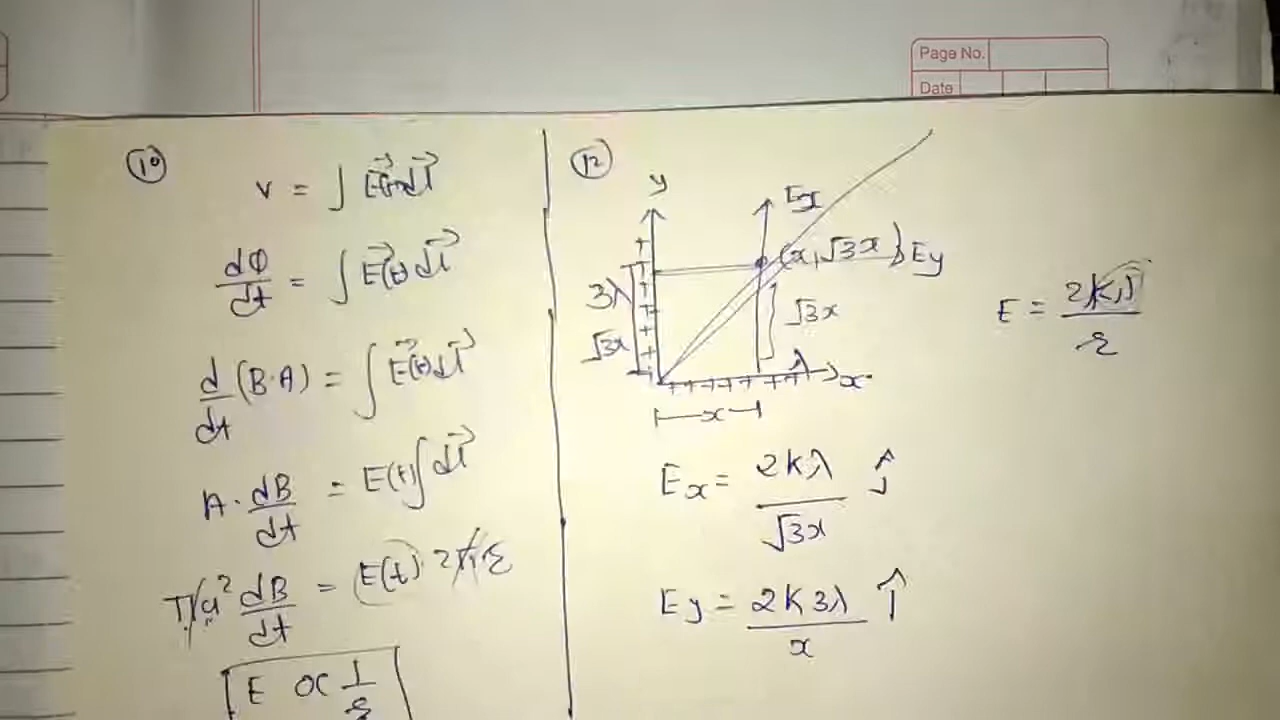 Page No.
Date
10
V = ∫ E(r)·dl
dΦ/dt = ∫ E(t) dl
d/dt (B·A) = ∫ E(t) dl
A · dB/dt = E(t) ∫ dl
πa² dB/dt = E(t) · 2πr
E ∝ 1/r
12
y
Ex
(x, √3x) Ey
3λ
√3x
√3x
λ
x
x
E = 2Kλ/r
Ex = 2Kλ/√3x ĵ
Ey = 2K3λ/x î